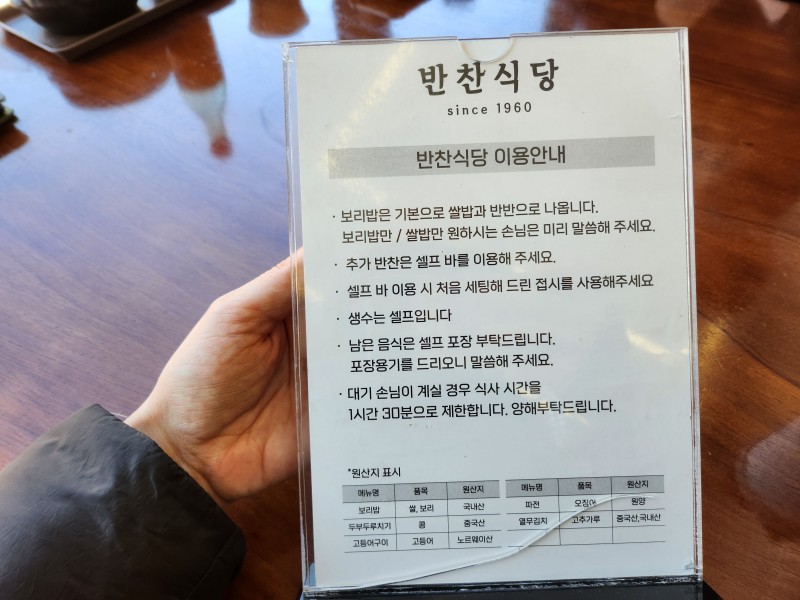 반찬식당
since 1960
반찬식당 이용안내
· 보리밥은 기본으로 쌀밥과 반반으로 나옵니다.
보리밥만 / 쌀밥만 원하시는 손님은 미리 말씀해 주세요.
· 추가 반찬은 셀프 바를 이용해 주세요.
· 셀프 바 이용 시 처음 세팅해 드린 접시를 사용해주세요
· 생수는 셀프입니다
· 남은 음식은 셀프 포장 부탁드립니다.
포장용기를 드리오니 말씀해 주세요.
· 대기 손님이 계실 경우 식사 시간을
1시간 30분으로 제한합니다. 양해부탁드립니다.
*원산지 표시
메뉴명 품목 원산지 메뉴명 품목 원산지
보리밥 쌀, 보리 국내산 파전 오징어 원양
두부두루치기 콩 중국산 열무김치 고추가루 중국산,국내산
고등어구이 고등어 노르웨이산